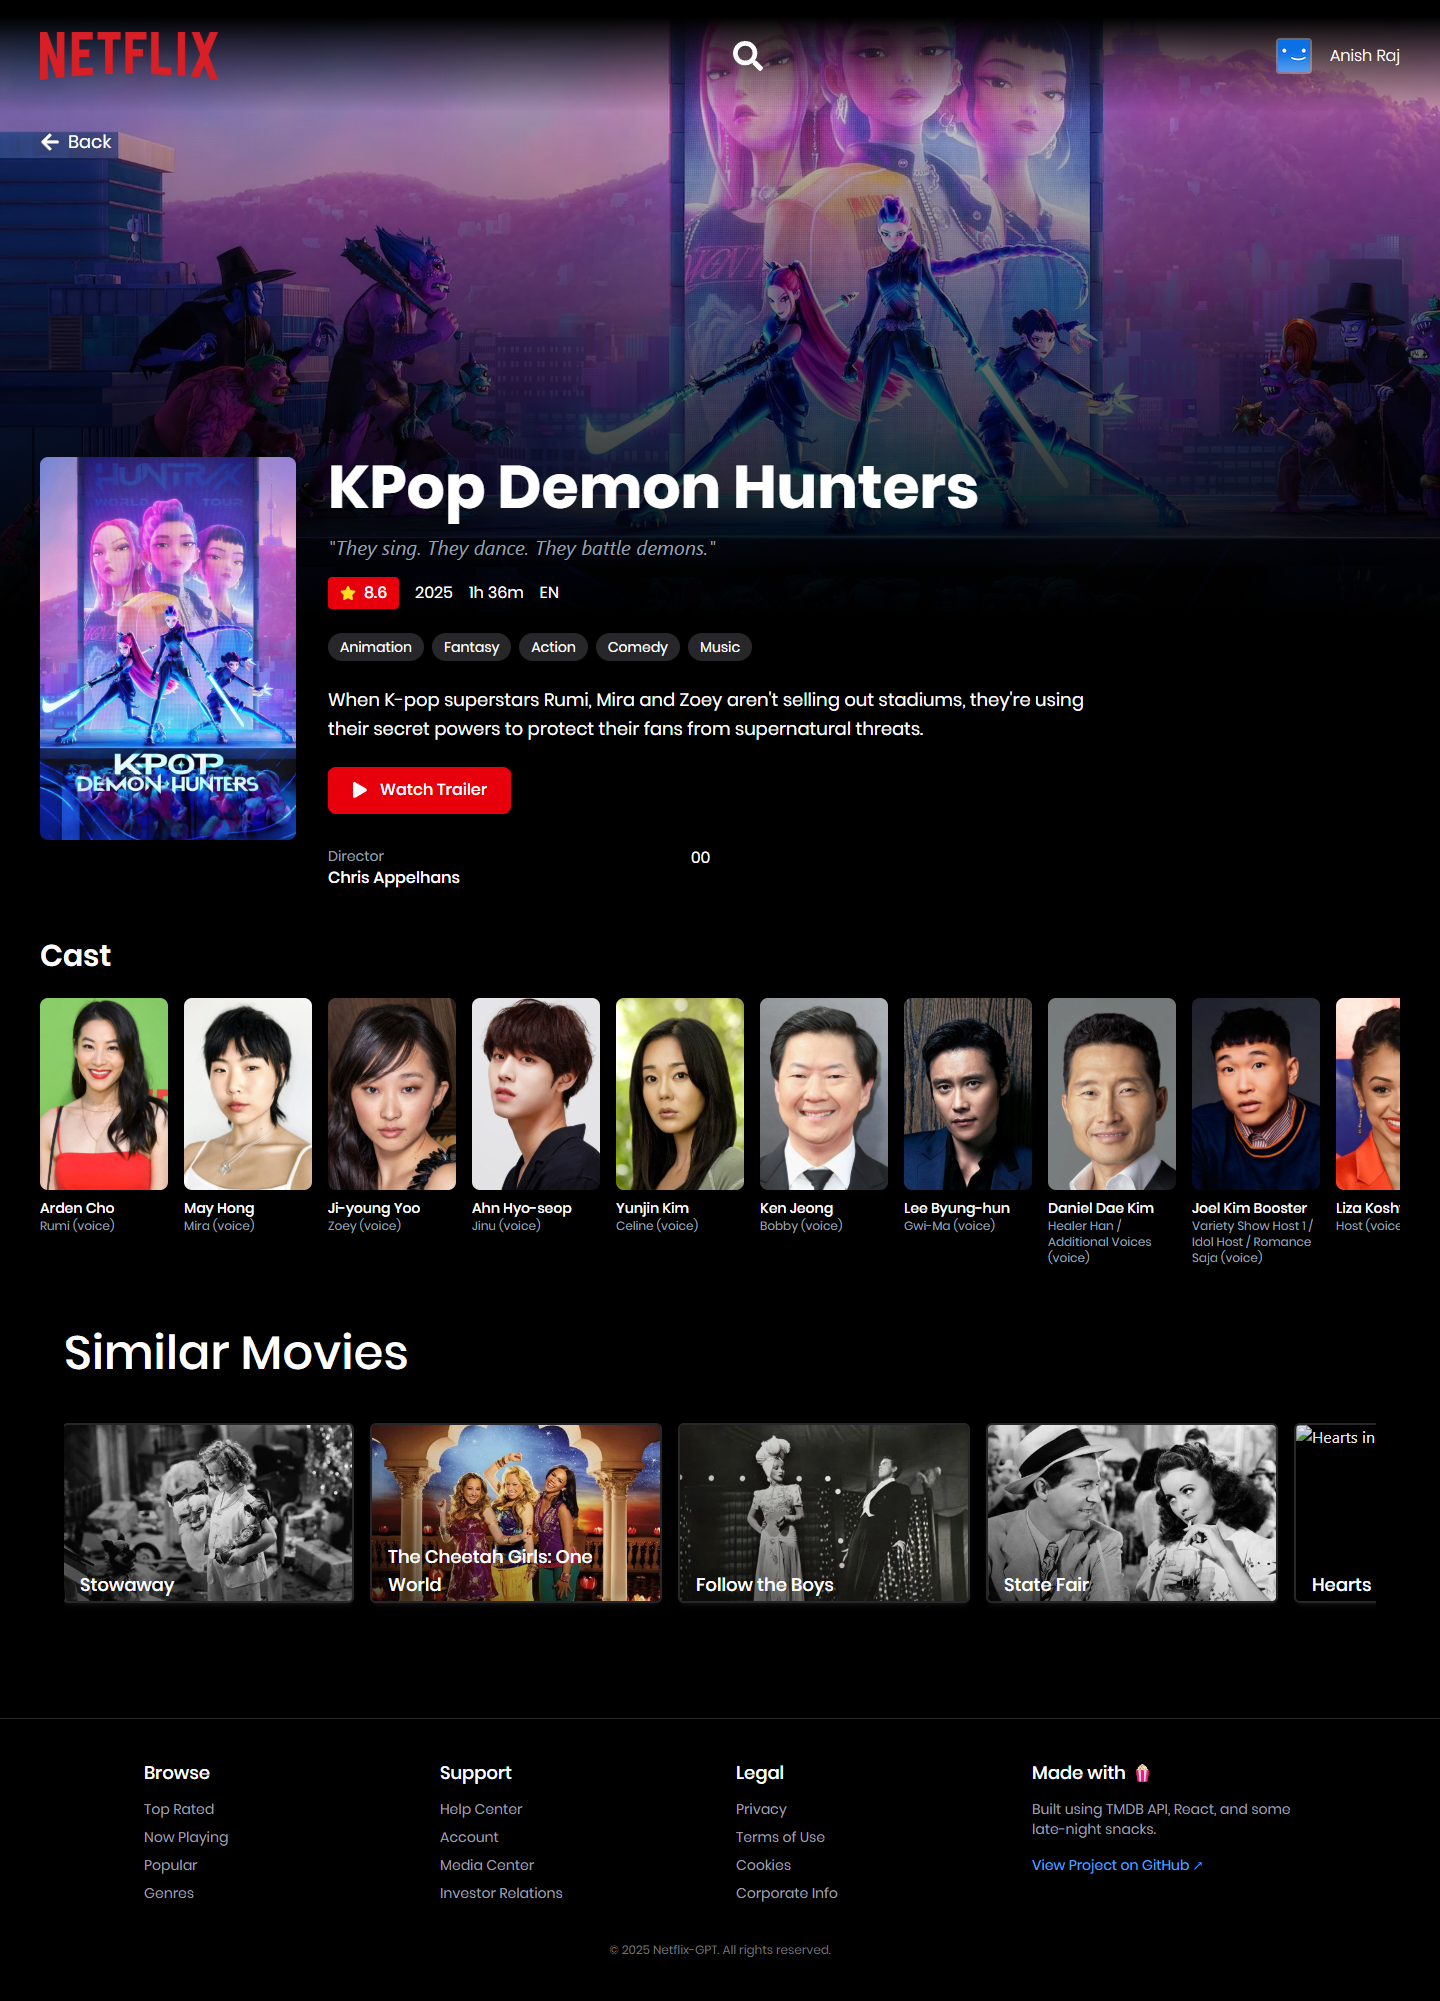 NETFLIX
Anish Raj
Back
HUNTR/X
WORLD TOUR
KPOP
DEMON HUNTERS
KPop Demon Hunters
"They sing. They dance. They battle demons."
8.6 2025 1h 36m EN
Animation Fantasy Action Comedy Music
When K-pop superstars Rumi, Mira and Zoey aren't selling out stadiums, they're using
their secret powers to protect their fans from supernatural threats.
Watch Trailer
Director
Chris Appelhans
00
Cast
Arden Cho
Rumi (voice)
May Hong
Mira (voice)
Ji-young Yoo
Zoey (voice)
Ahn Hyo-seop
Jinu (voice)
Yunjin Kim
Celine (voice)
Ken Jeong
Bobby (voice)
Lee Byung-hun
Gwi-Ma (voice)
Daniel Dae Kim
Healer Han /
Additional Voices
(voice)
Joel Kim Booster
Variety Show Host 1 /
Idol Host / Romance
Saja (voice)
Liza Kosh
Host (voice
Similar Movies
Stowaway
The Cheetah Girls: One
World
Follow the Boys
State Fair
Hearts in
Hearts
Browse
Top Rated
Now Playing
Popular
Genres
Support
Help Center
Account
Media Center
Investor Relations
Legal
Privacy
Terms of Use
Cookies
Corporate Info
Made with 🍿
Built using TMDB API, React, and some
late-night snacks.
View Project on GitHub ↗
© 2025 Netflix-GPT. All rights reserved.